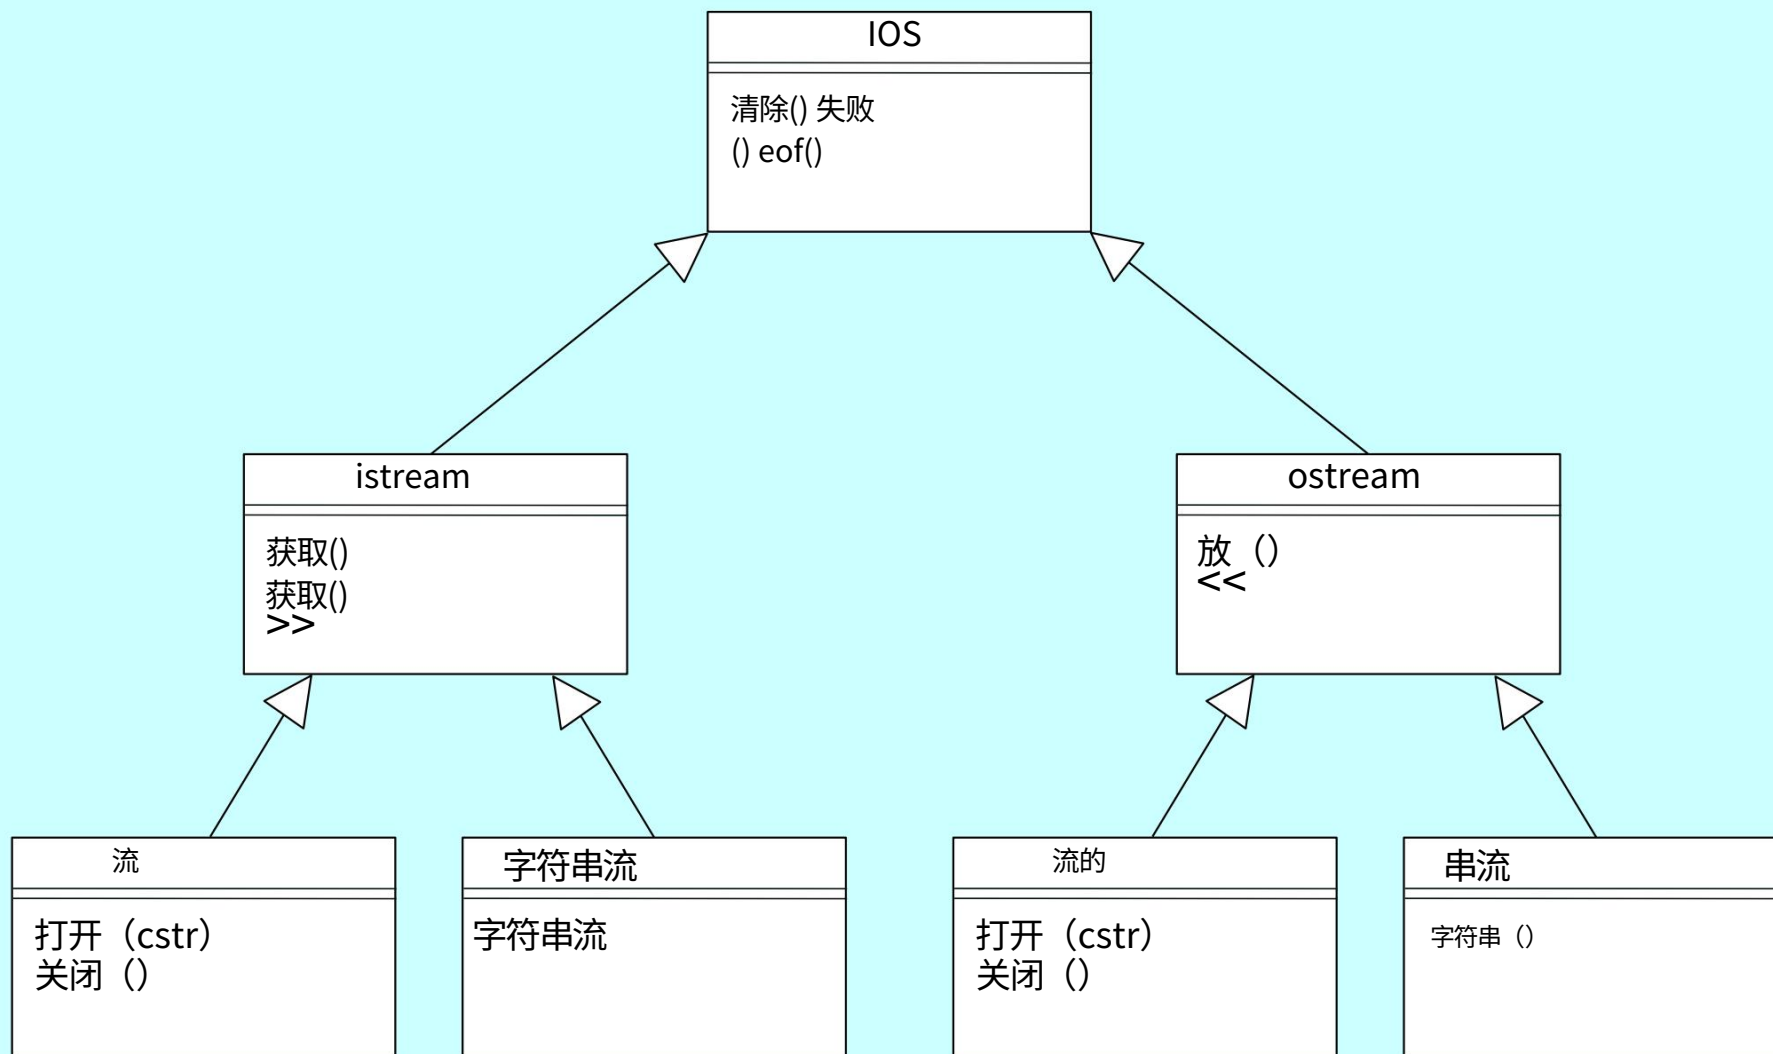 IOS
清除() 失败
() eof()
istream
获取()
获取()
>>
ostream
放（）
<<
流
打开（cstr）
关闭（）
字符串流
字符串流
流的
打开（cstr）
关闭（）
串流
字符串（）